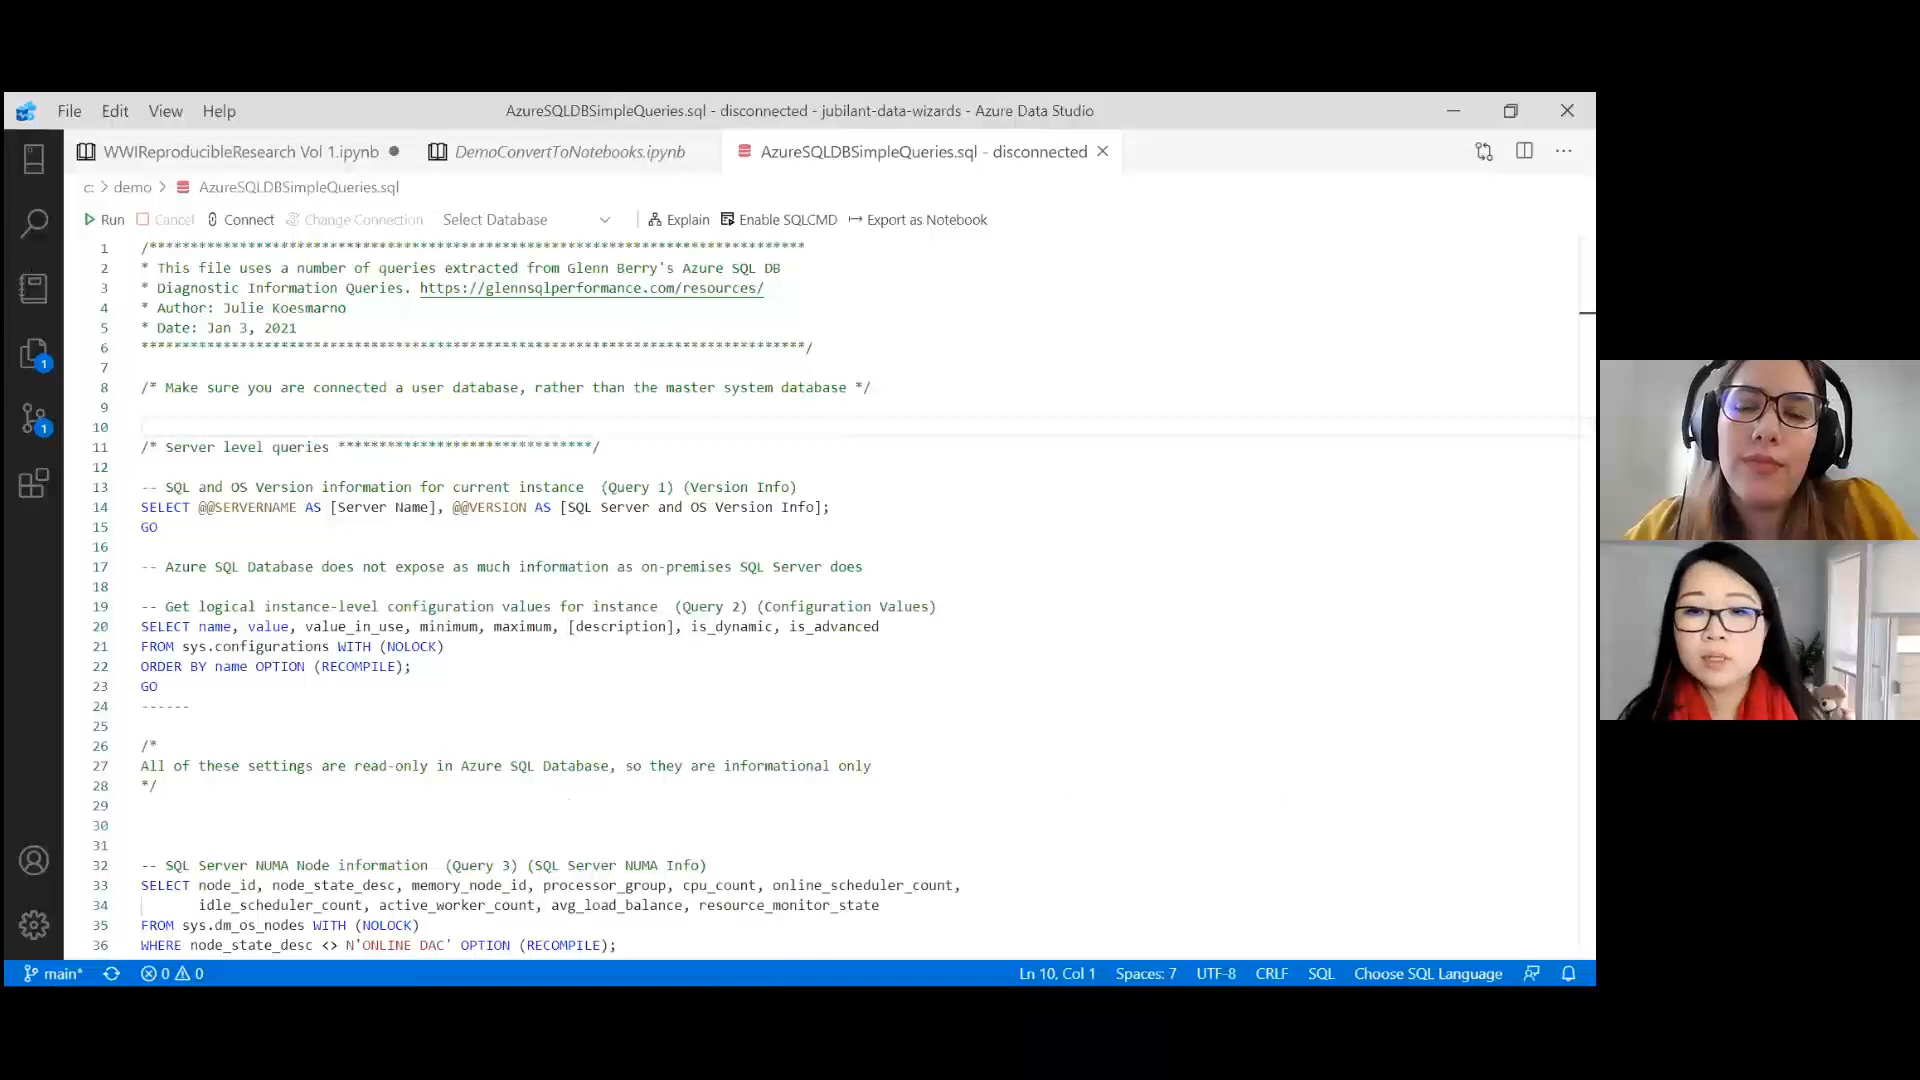 File Edit View Help AzureSQLDBSimpleQueries.sql - disconnected - jubilant-data-wizards - Azure Data Studio
WWIReproducibleResearch Vol 1.ipynb DemoConvertToNotebooks.ipynb AzureSQLDBSimpleQueries.sql - disconnected
c: > demo > AzureSQLDBSimpleQueries.sql
Run Cancel Connect Change Connection Select Database Explain Enable SQLCMD Export as Notebook
1 /********************************************************************************
2 * This file uses a number of queries extracted from Glenn Berry's Azure SQL DB
3 * Diagnostic Information Queries. https://glennsqlperformance.com/resources/
4 * Author: Julie Koesmarno
5 * Date: Jan 3, 2021
6 *********************************************************************************/
7
8 /* Make sure you are connected a user database, rather than the master system database */
9
10
11 /* Server level queries *******************************/
12
13 -- SQL and OS Version information for current instance  (Query 1) (Version Info)
14 SELECT @@SERVERNAME AS [Server Name], @@VERSION AS [SQL Server and OS Version Info];
15 GO
16
17 -- Azure SQL Database does not expose as much information as on-premises SQL Server does
18
19 -- Get logical instance-level configuration values for instance  (Query 2) (Configuration Values)
20 SELECT name, value, value_in_use, minimum, maximum, [description], is_dynamic, is_advanced
21 FROM sys.configurations WITH (NOLOCK)
22 ORDER BY name OPTION (RECOMPILE);
23 GO
24 ------
25
26 /*
27 All of these settings are read-only in Azure SQL Database, so they are informational only
28 */
29
30
31
32 -- SQL Server NUMA Node information  (Query 3) (SQL Server NUMA Info)
33 SELECT node_id, node_state_desc, memory_node_id, processor_group, cpu_count, online_scheduler_count,
34 idle_scheduler_count, active_worker_count, avg_load_balance, resource_monitor_state
35 FROM sys.dm_os_nodes WITH (NOLOCK)
36 WHERE node_state_desc <> N'ONLINE DAC' OPTION (RECOMPILE);
1
1
main* 0 0 Ln 10, Col 1 Spaces: 7 UTF-8 CRLF SQL Choose SQL Language